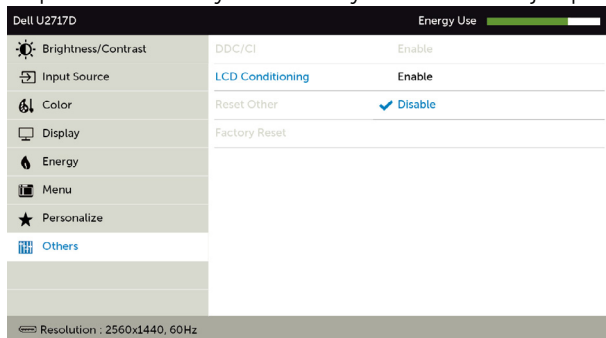 Dell U2717D Energy Use
Brightness/Contrast DDC/CI Enable
Input Source LCD Conditioning Enable
Color Reset Other Disable
Display Factory Reset
Energy
Menu
Personalize
Others
Resolution : 2560x1440, 60Hz